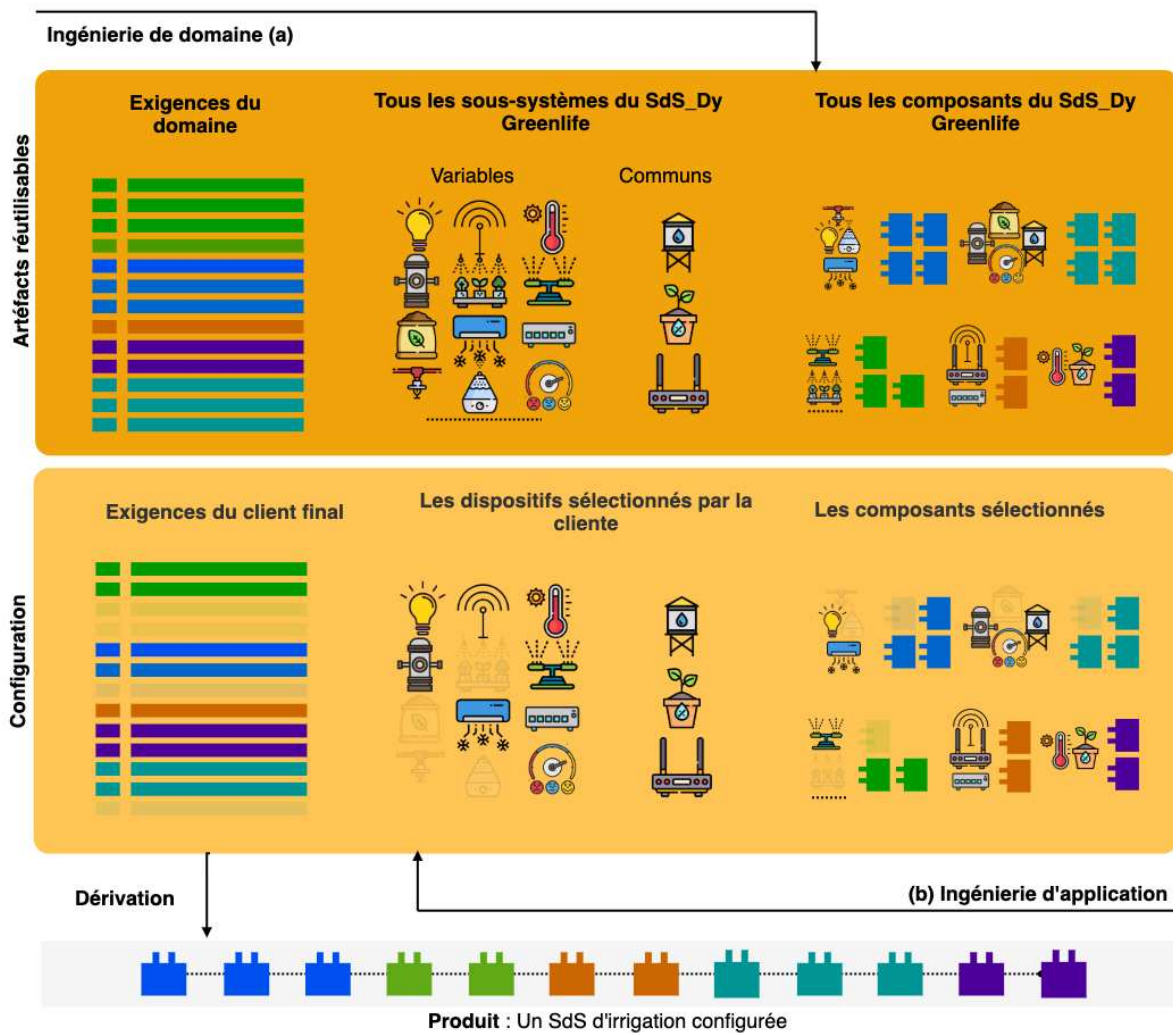 Ingénierie de domaine (a)
Artéfacts réutilisables
Exigences du
domaine
Tous les sous-systèmes du SdS_Dy
Greenlife
Tous les composants du SdS_Dy
Greenlife
Variables
Communs
Configuration
Exigences du client final
Les dispositifs sélectionnés par la
cliente
Les composants sélectionnés
Dérivation
(b) Ingénierie d'application
Produit : Un SdS d'irrigation configurée